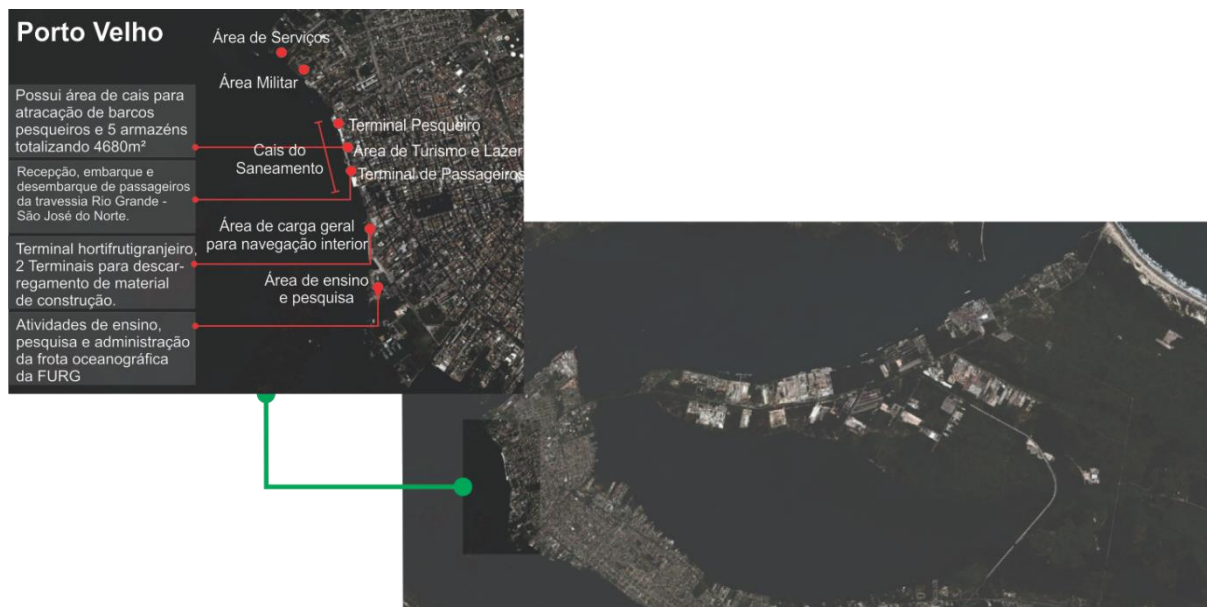 Porto Velho
Área de Serviços
Área Militar
Possui área de cais para
atracação de barcos
pesqueiros e 5 armazéns
totalizando 4680m²
Terminal Pesqueiro
Área de Turismo e Lazer
Cais do
Saneamento
Terminal de Passageiros
Recepção, embarque e
desembarque de passageiros
da travessia Rio Grande -
São José do Norte.
Área de carga geral
para navegação interior
Terminal hortifrutigranjeiro,
2 Terminais para descar-
regamento de material
de construção.
Área de ensino
e pesquisa
Atividades de ensino,
pesquisa e administração
da frota oceanográfica
da FURG